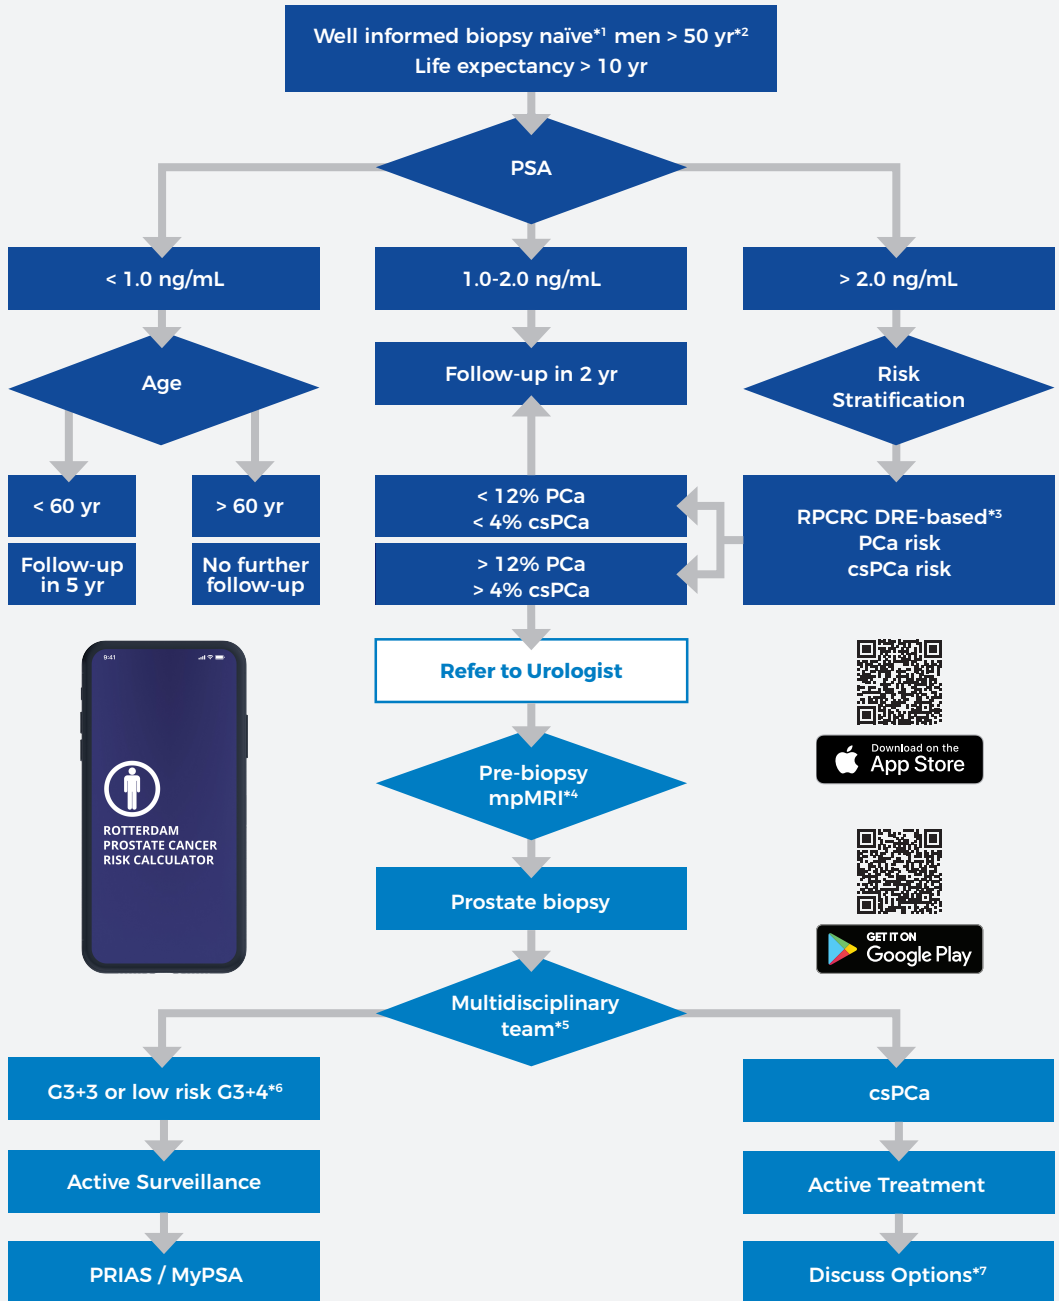 Well informed biopsy naïve*1 men > 50 yr*2
Life expectancy > 10 yr
PSA
< 1.0 ng/mL
1.0-2.0 ng/mL
> 2.0 ng/mL
Age
Follow-up in 2 yr
Risk
Stratification
< 60 yr
> 60 yr
Follow-up
in 5 yr
No further
follow-up
< 12% PCa
< 4% csPCa
> 12% PCa
> 4% csPCa
RPCRC DRE-based*3
PCa risk
csPCa risk
Refer to Urologist
9:41
ROTTERDAM
PROSTATE CANCER
RISK CALCULATOR
Pre-biopsy
mpMRI*4
Download on the
App Store
Prostate biopsy
GET IT ON
Google Play
Multidisciplinary
team*5
G3+3 or low risk G3+4*6
csPCa
Active Surveillance
Active Treatment
PRIAS / MyPSA
Discuss Options*7